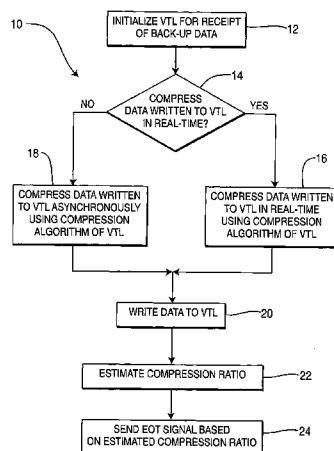 10
INITIALIZE VTL FOR RECEIPT
OF BACK-UP DATA
12
14
COMPRESS
DATA WRITTEN
TO VTL
IN REAL-TIME?
NO
YES
18
COMPRESS DATA WRITTEN
TO VTL ASYNCHRONOUSLY
USING COMPRESSION
ALGORITHM OF VTL
16
COMPRESS DATA WRITTEN
TO VTL IN REAL-TIME
USING COMPRESSION
ALGORITHM OF VTL
WRITE DATA TO VTL
20
ESTIMATE COMPRESSION RATIO
22
SEND EOT SIGNAL BASED
ON ESTIMATED COMPRESSION RATIO
24